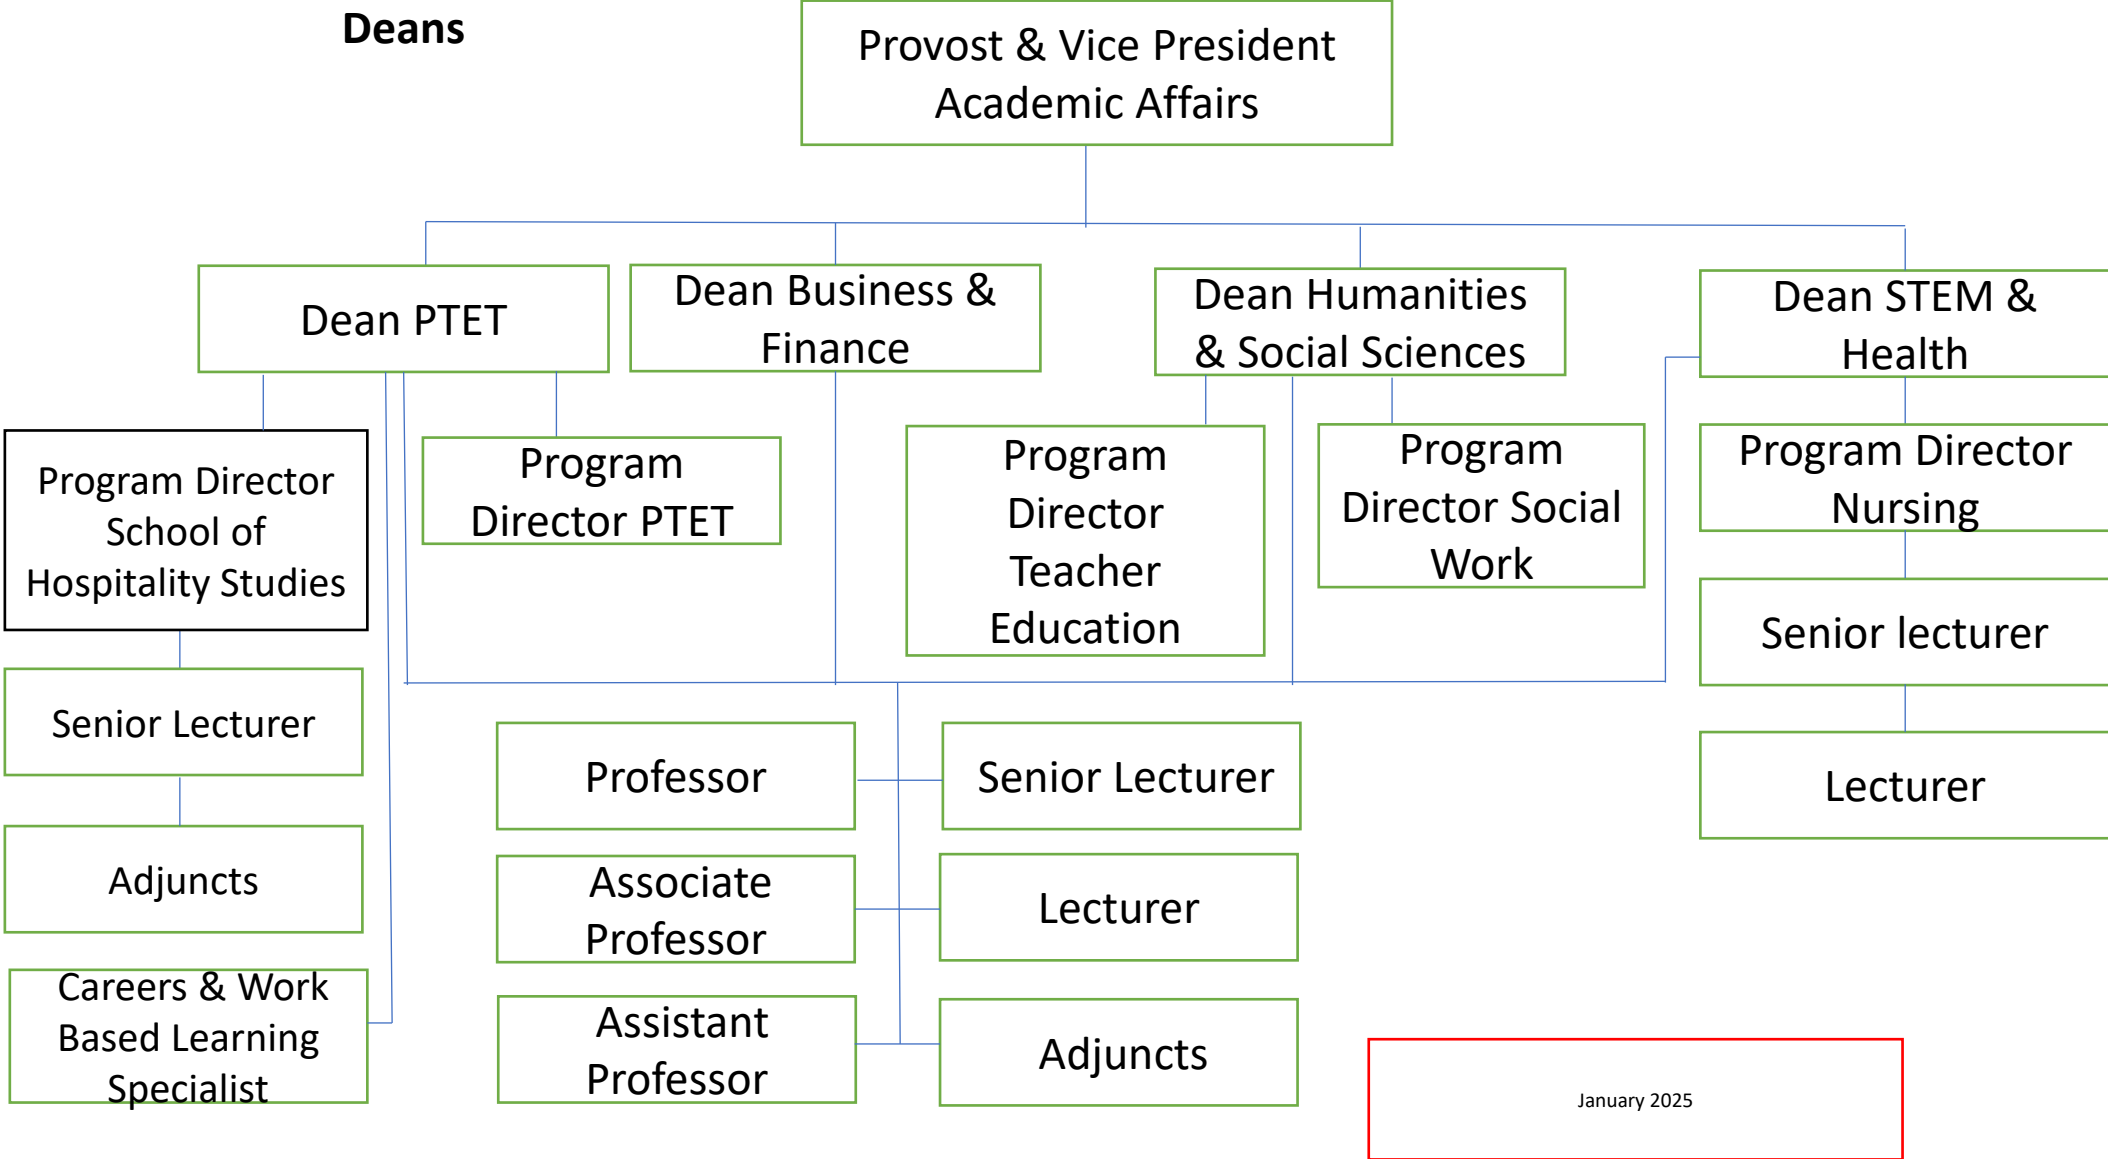 Deans
Provost & Vice President
Academic Affairs
Dean PTET
Dean Business &
Finance
Dean Humanities
& Social Sciences
Dean STEM &
Health
Program Director
School of
Hospitality Studies
Program
Director PTET
Program
Director
Teacher
Education
Program
Director Social
Work
Program Director
Nursing
Senior lecturer
Lecturer
Senior Lecturer
Adjuncts
Careers & Work
Based Learning
Specialist
Professor
Senior Lecturer
Associate
Professor
Lecturer
Assistant
Professor
Adjuncts
January 2025